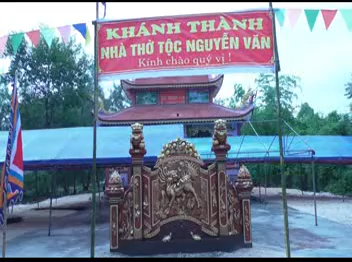 KHÁNH THÀNH
NHÀ THỜ TỘC NGUYỄN VĂN
Kính chào quý vị !